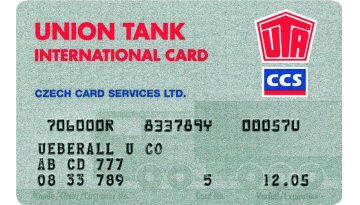 UNION TANK
INTERNATIONAL CARD
UTA
CCS
CZECH CARD SERVICES LTD.
706000R 8337894 00057U
UEBERALL U CO
AB CD 777
08 33 789 5 12.05